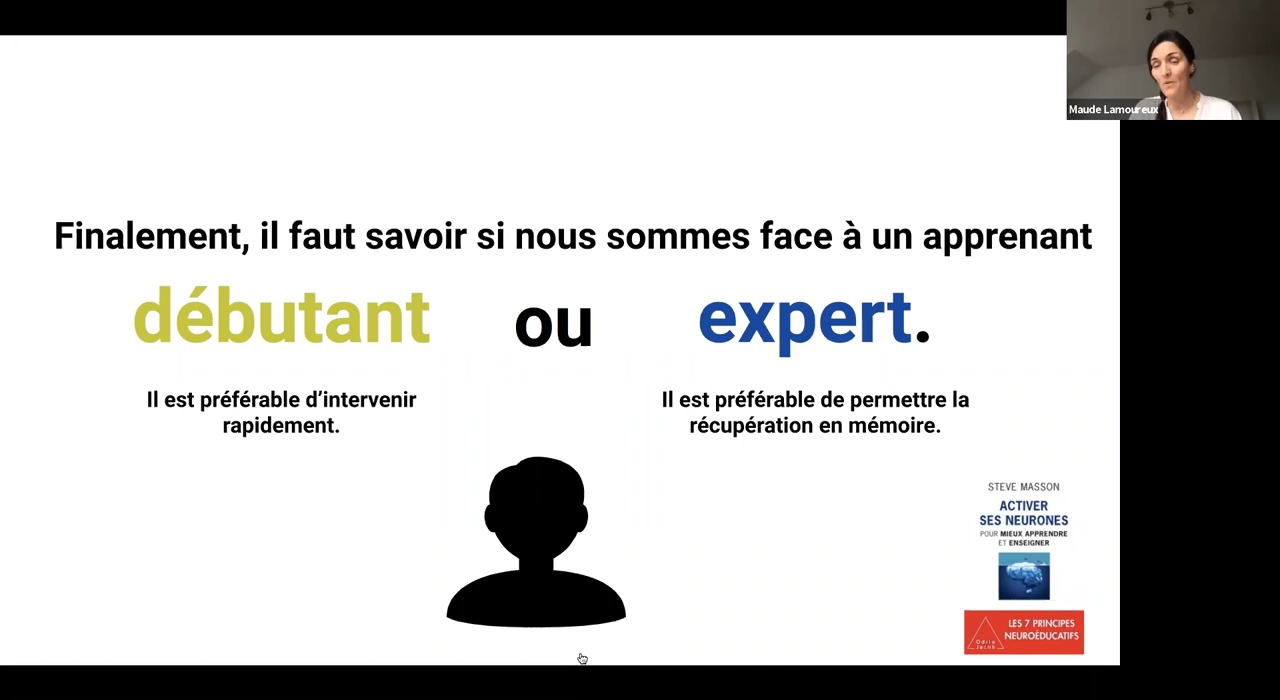 Maude Lamoureux
Finalement, il faut savoir si nous sommes face à un apprenant
débutant ou expert.
Il est préférable d’intervenir
rapidement.
Il est préférable de permettre la
récupération en mémoire.
STEVE MASSON
ACTIVER
SES NEURONES
POUR MIEUX APPRENDRE
ET ENSEIGNER
LES 7 PRINCIPES
NEUROÉDUCATIFS
Odile
Jacob